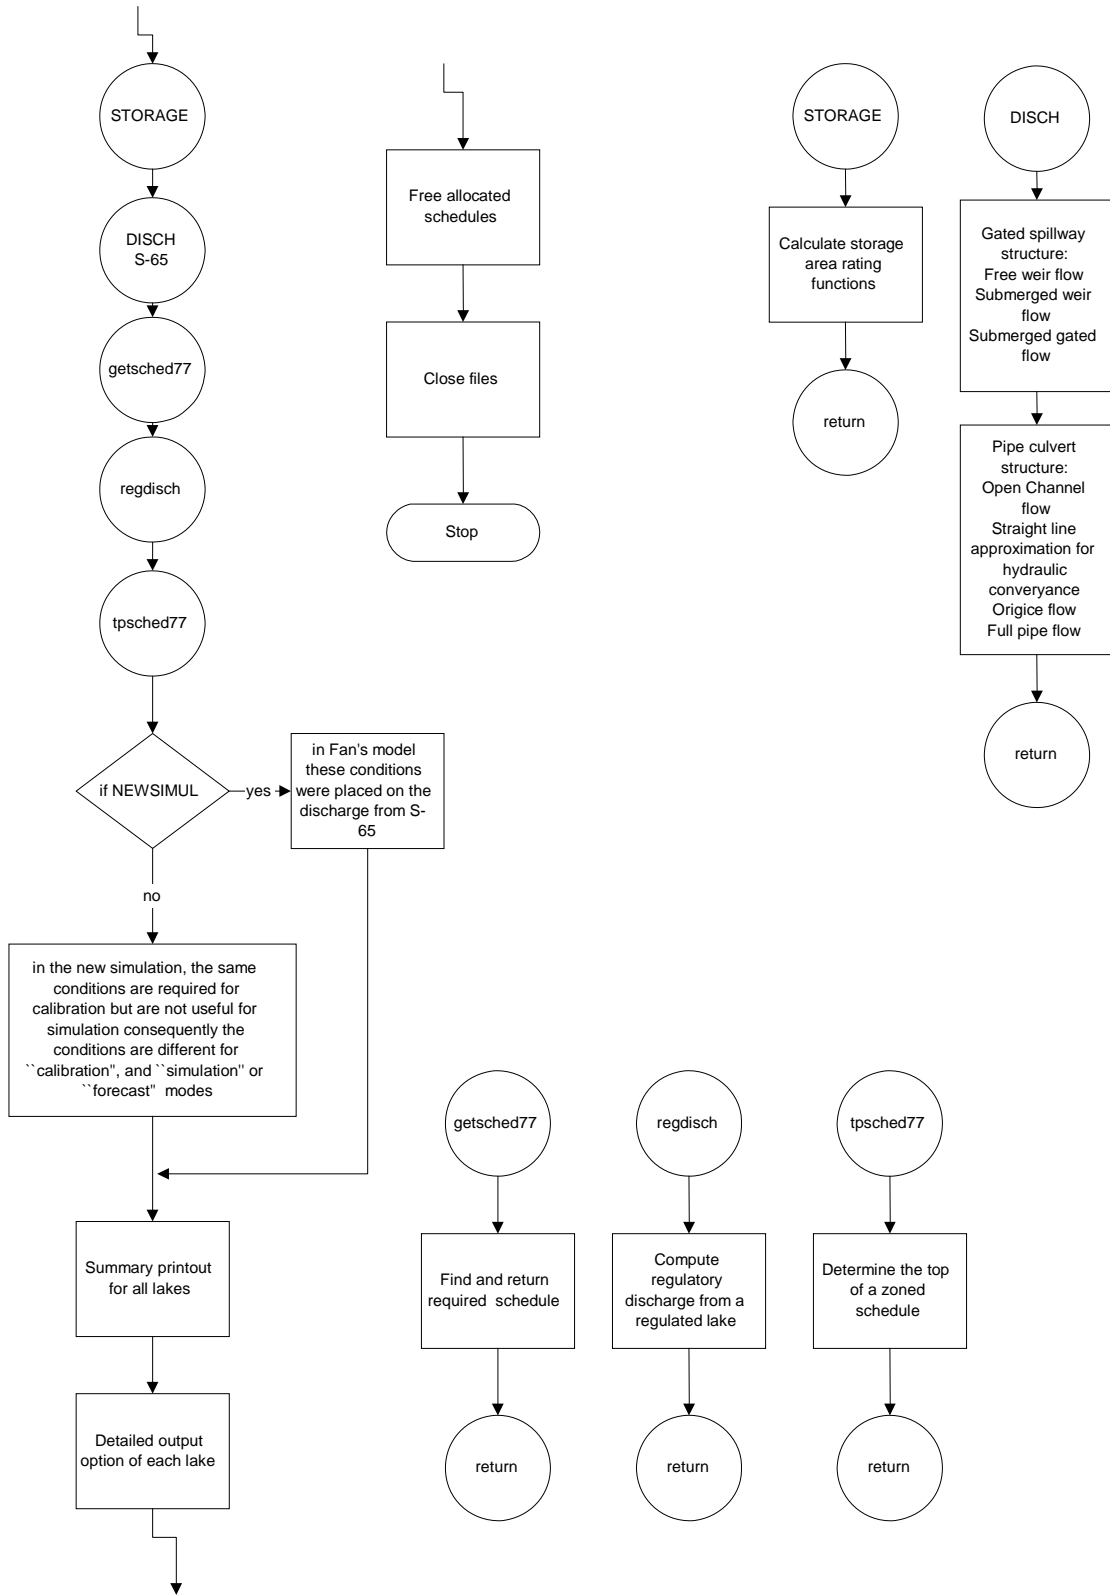 STORAGE
DISCH
S-65
getsched77
regdisch
tpsched77
if NEWSIMUL
yes
in Fan's model
these conditions
were placed on the
discharge from S-
65
no
in the new simulation, the same
conditions are required for
calibration but are not useful for
simulation consequently the
conditions are different for
``calibration'', and ``simulation'' or
``forecast'' modes
Summary printout
for all lakes
Detailed output
option of each lake
Free allocated
schedules
Close files
Stop
STORAGE
Calculate storage
area rating
functions
return
DISCH
Gated spillway
structure:
Free weir flow
Submerged weir
flow
Submerged gated
flow
Pipe culvert
structure:
Open Channel
flow
Straight line
approximation for
hydraulic
converyance
Origice flow
Full pipe flow
return
getsched77
Find and return
required schedule
return
regdisch
Compute
regulatory
discharge from a
regulated lake
return
tpsched77
Determine the top
of a zoned
schedule
return